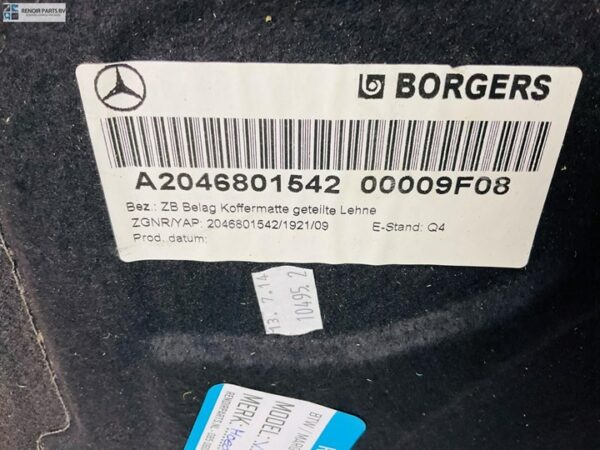 RENOIR PARTS BV
BORGERS
A2046801542 00009F08
Bez.: ZB Belag Koffermatte geteilte Lehne
ZGNR/YAP: 2046801542/1921/09 E-Stand: Q4
Prod. datum:
13. 7.14
10495 2
MERK:
MODEL:
BTW